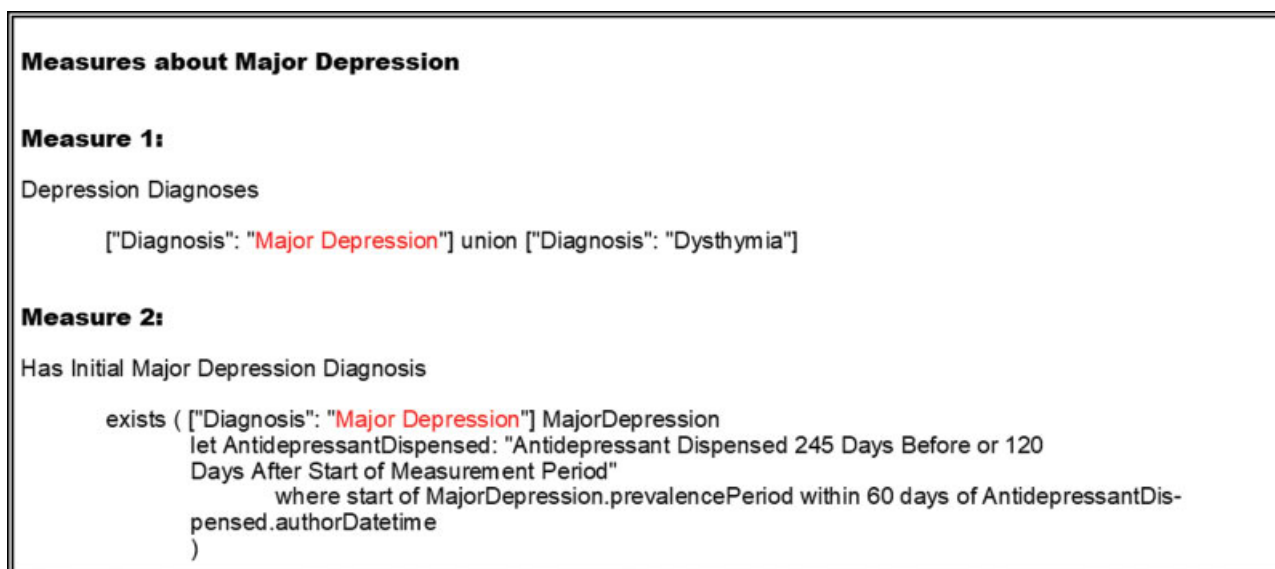 Measures about Major Depression
Measure 1:
Depression Diagnoses
["Diagnosis": "Major Depression"] union ["Diagnosis": "Dysthymia"]
Measure 2:
Has Initial Major Depression Diagnosis
exists ( ["Diagnosis": "Major Depression"] MajorDepression
let AntidepressantDispensed: "Antidepressant Dispensed 245 Days Before or 120
Days After Start of Measurement Period"
where start of MajorDepression.prevalencePeriod within 60 days of AntidepressantDis-
pensed.authorDatetime
)